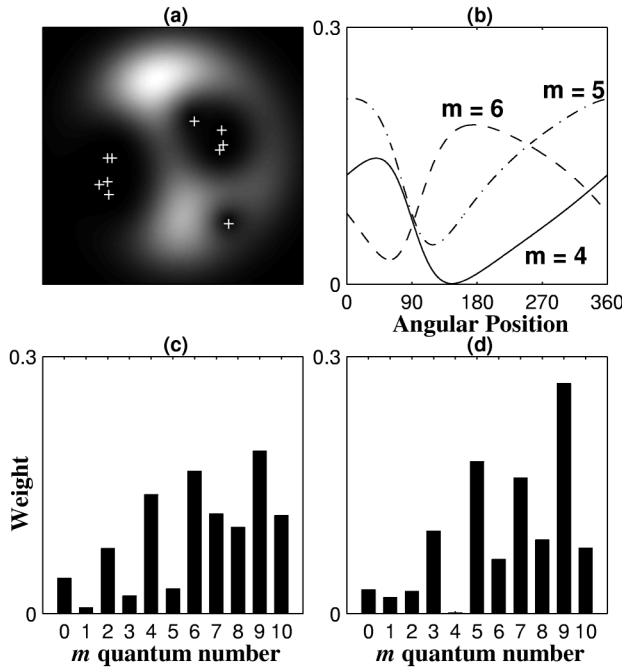 (a)
(b)
0.3
m = 5
m = 6
m = 4
0
0 90 180 270 360
Angular Position
(c)
(d)
0.3
0.3
Weight
0
0
0 1 2 3 4 5 6 7 8 9 10
0 1 2 3 4 5 6 7 8 9 10
m quantum number
m quantum number